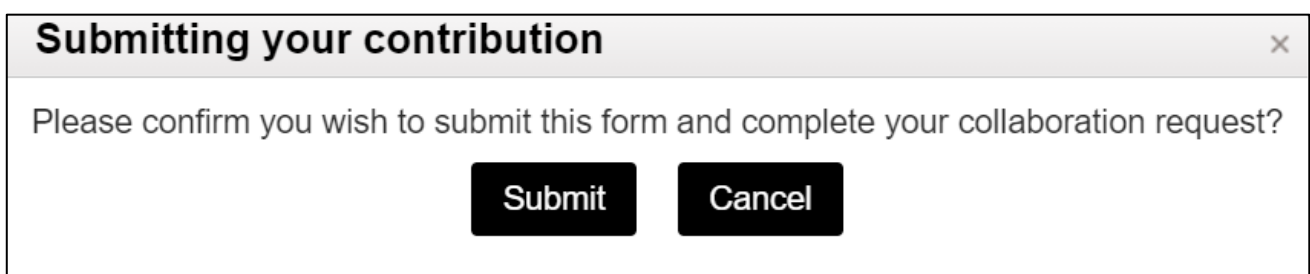 Submitting your contribution ×
Please confirm you wish to submit this form and complete your collaboration request?
Submit Cancel